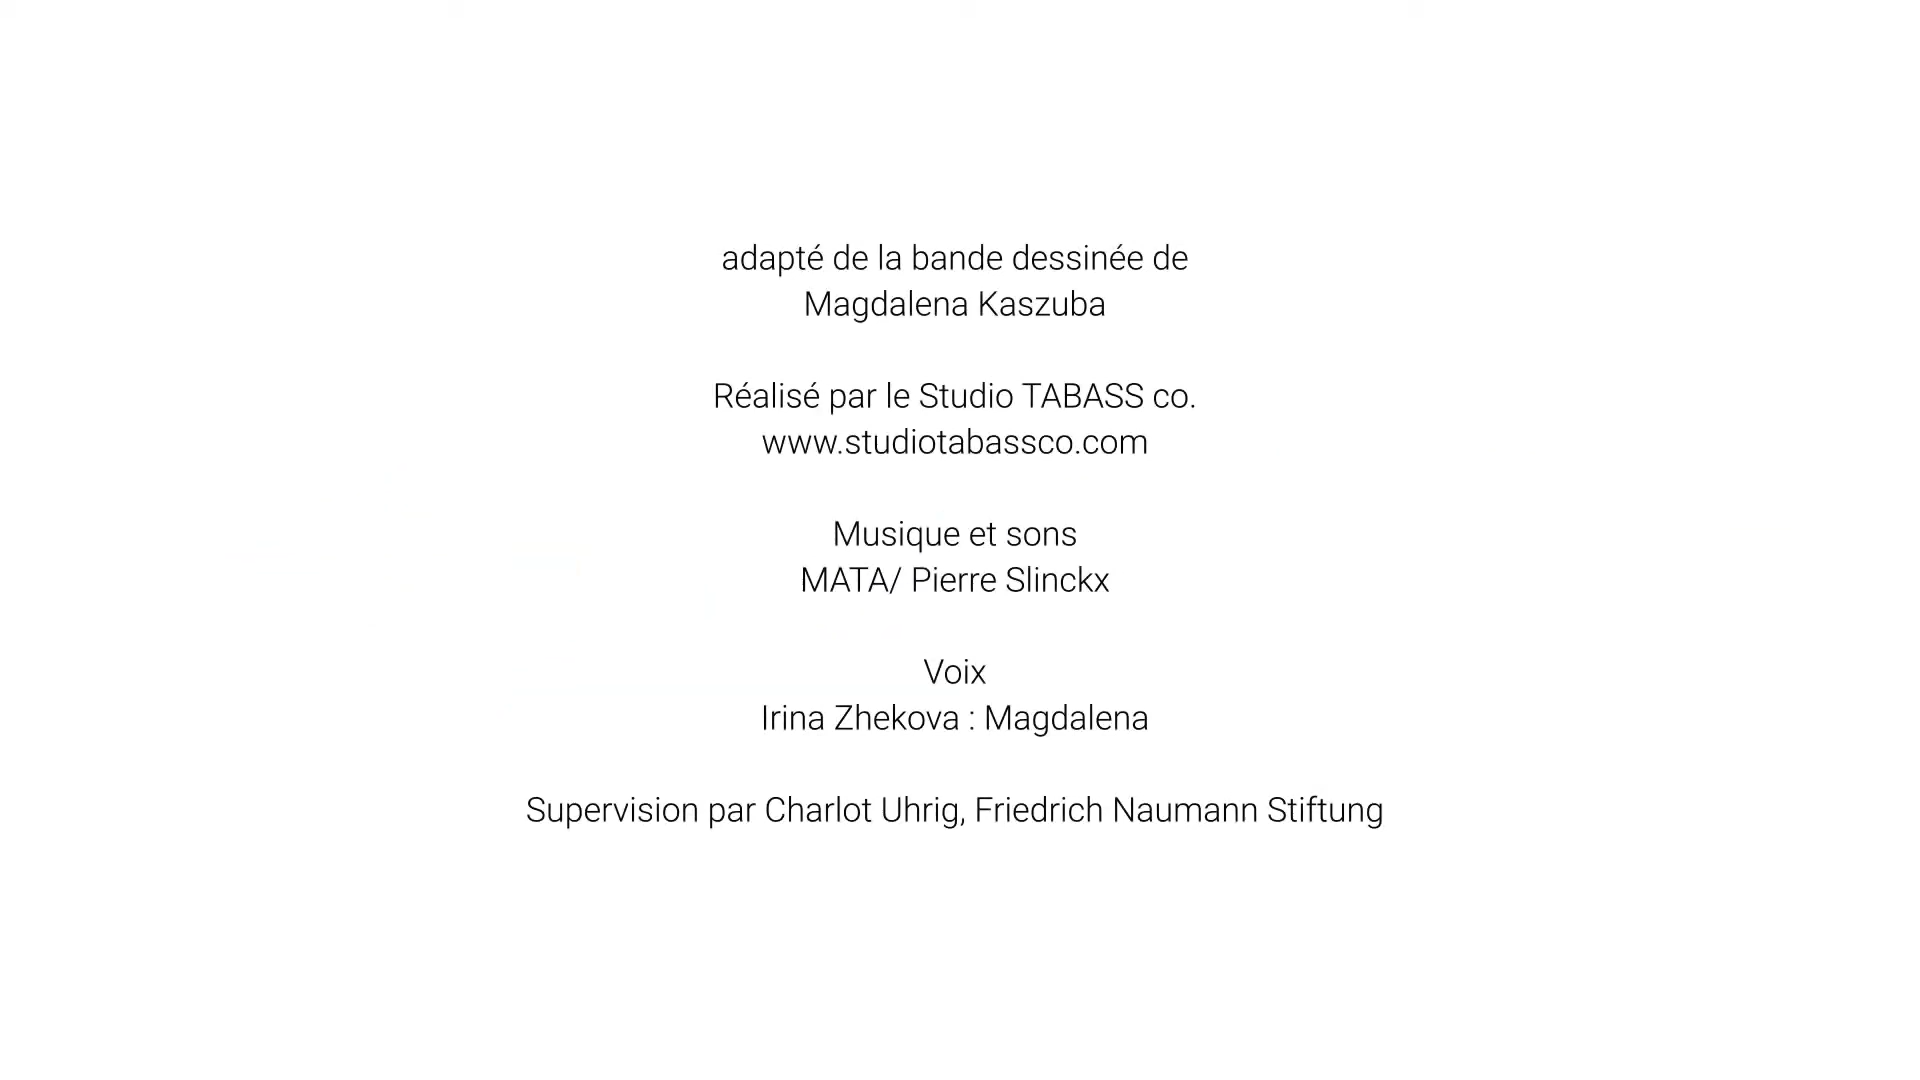 adapté de la bande dessinée de
Magdalena Kaszuba
Réalisé par le Studio TABASS co.
www.studiotabassco.com
Musique et sons
MATA/ Pierre Slinckx
Voix
Irina Zhekova : Magdalena
Supervision par Charlot Uhrig, Friedrich Naumann Stiftung